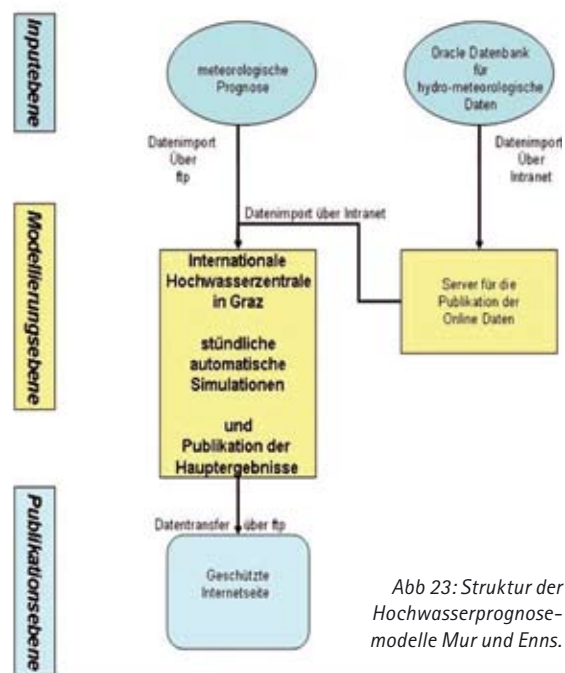 Inputebene
meteorologische
Prognose
Oracle Datenbank
für
hydro-meteorologische
Daten
Datenimport
Über
ftp
Datenimport
Über
Intranet
Modellierungsebene
Datenimport über Intranet
Internationale
Hochwasserzentrale
in Graz
stündliche
automatische
Simulationen
und
Publikation der
Hauptergebnisse
Server für die
Publikation der
Online Daten
Publikationsebene
Datentransfer über ftp
Geschützte
Internetseite
Abb 23: Struktur der
Hochwasserprognose-
modelle Mur und Enns.